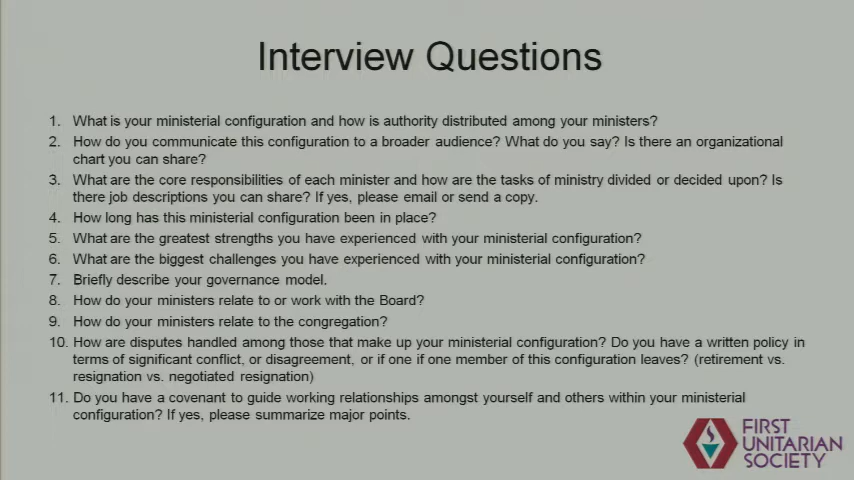 Interview Questions
1. What is your ministerial configuration and how is authority distributed among your ministers?
2. How do you communicate this configuration to a broader audience? What do you say? Is there an organizational
chart you can share?
3. What are the core responsibilities of each minister and how are the tasks of ministry divided or decided upon? Is
there job descriptions you can share? If yes, please email or send a copy.
4. How long has this ministerial configuration been in place?
5. What are the greatest strengths you have experienced with your ministerial configuration?
6. What are the biggest challenges you have experienced with your ministerial configuration?
7. Briefly describe your governance model.
8. How do your ministers relate to or work with the Board?
9. How do your ministers relate to the congregation?
10. How are disputes handled among those that make up your ministerial configuration? Do you have a written policy in
terms of significant conflict, or disagreement, or if one if one member of this configuration leaves? (retirement vs.
resignation vs. negotiated resignation)
11. Do you have a covenant to guide working relationships amongst yourself and others within your ministerial
configuration? If yes, please summarize major points.
FIRST
UNITARIAN
SOCIETY